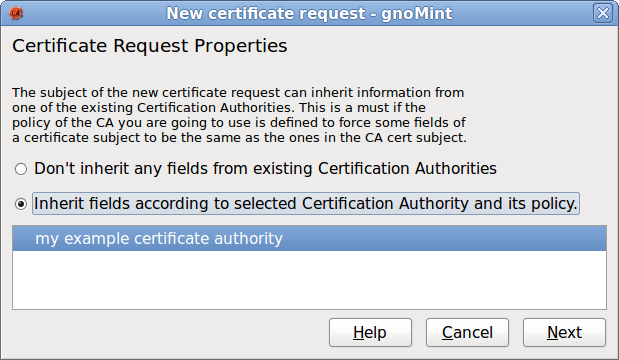 New certificate request - gnoMint
Certificate Request Properties
The subject of the new certificate request can inherit information from
one of the existing Certification Authorities. This is a must if the
policy of the CA you are going to use is defined to force some fields of
a certificate subject to be the same as the ones in the CA cert subject.
Don't inherit any fields from existing Certification Authorities
Inherit fields according to selected Certification Authority and its policy.
my example certificate authority
Help Cancel Next